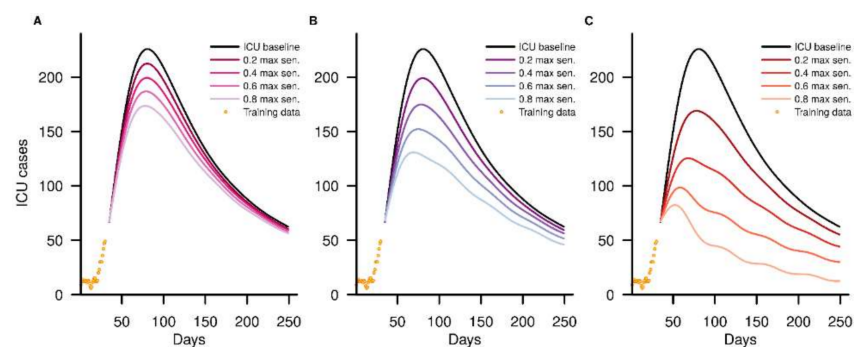 A
ICU baseline
0.2 max sen.
0.4 max sen.
0.6 max sen.
0.8 max sen.
Training data
ICU cases
200
150
100
50
0
50 100 150 200 250
Days
B
ICU baseline
0.2 max sen.
0.4 max sen.
0.6 max sen.
0.8 max sen.
Training data
200
150
100
50
0
50 100 150 200 250
Days
C
ICU baseline
0.2 max sen.
0.4 max sen.
0.6 max sen.
0.8 max sen.
Training data
200
150
100
50
0
50 100 150 200 250
Days